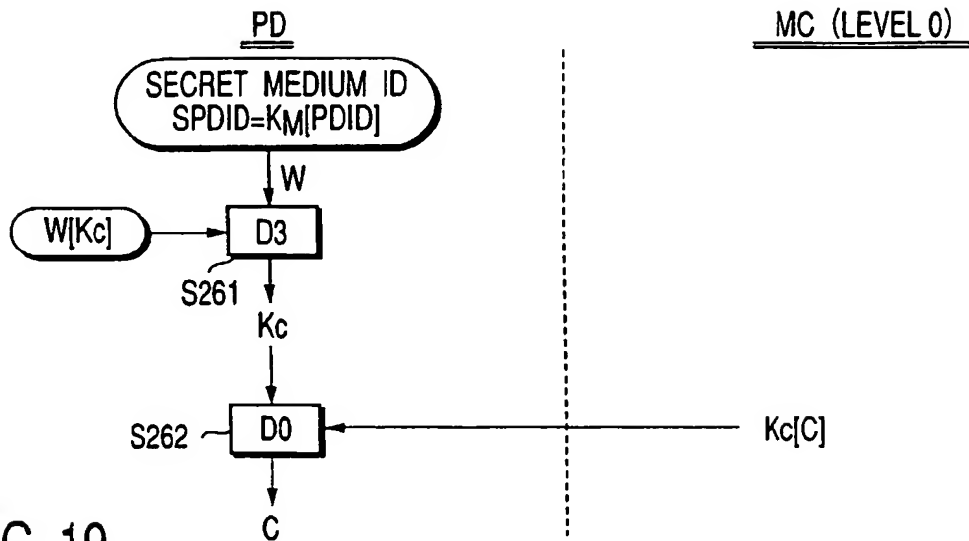 PD
MC (LEVEL 0)
SECRET MEDIUM ID
SPDID=KM[PDID]
W
W[Kc]
D3
S261
Kc
S262
D0
Kc[C]
C